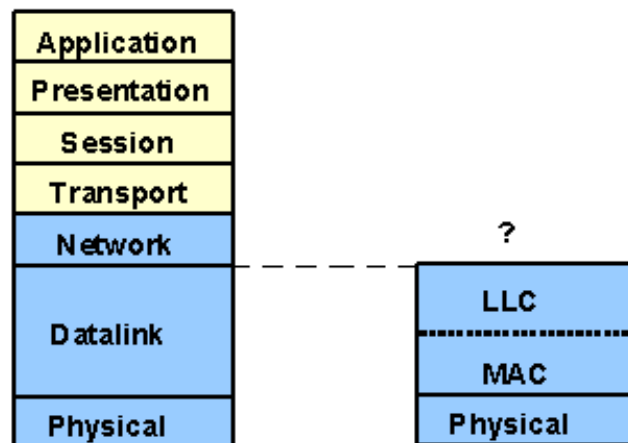 Application
Presentation
Session
Transport
Network
Datalink
Physical
?
LLC
MAC
Physical